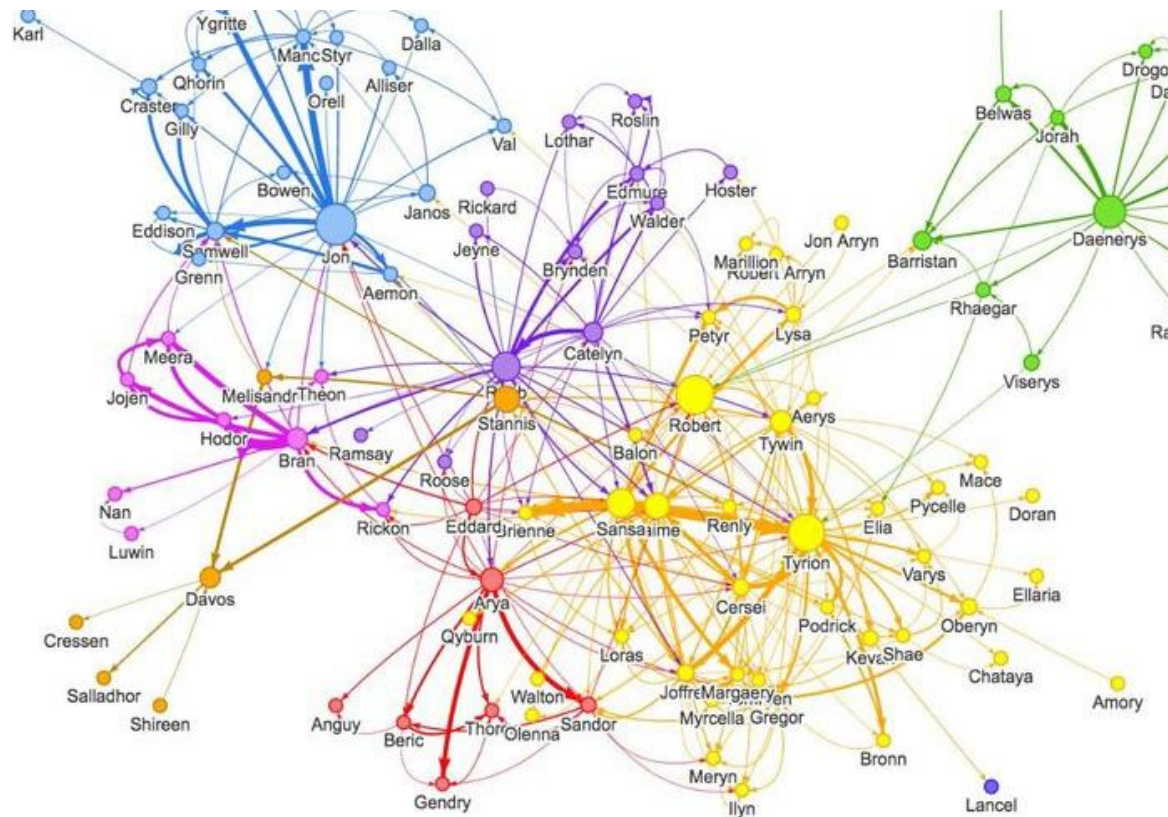 Karl
Ygritte
Manc
Styr
Dalla
Drogo
Da
Qhorin
Alliser
Craster
Orell
Gilly
Roslin
Belwas
Lothar
Val
Jorah
Bowen
Edmure
Hoster
Rickard
Janos
Walder
Eddison
Samwell
Jeyne
Jon Arryn
Daenerys
Jon
Marillion
Barristan
Grenn
Brynden
Robert Arryn
Aemon
Rhaegar
Petyr
Lysa
Ra
Meera
Catelyn
Viserys
Jojen
Melisandr
Theon
Stannis
Robert
Aerys
Hodor
Tywin
Bran
Ramsay
Balon
Roose
Mace
Nan
Pycelle
Rickon
Eddard
Brienne
Sansa
aime
Renly
Elia
Doran
Luwin
Tyrion
Varys
Davos
Arya
Cersei
Ellaria
Podrick
Oberyn
Cressen
Qyburn
Loras
Kevan
Shae
Chataya
Salladhor
Walton
Joffre
Margaery
Amory
Shireen
Anguy
Beric
Thor
Olenna
Sandor
Myrcella
Gregor
Bronn
Meryn
Gendry
Ilyn
Lancel